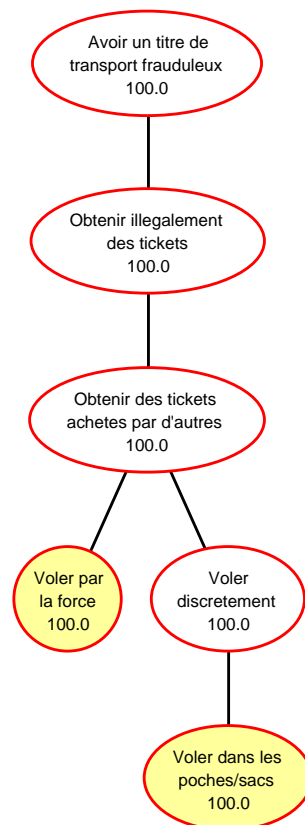 Avoir un titre de
transport frauduleux
100.0
Obtenir illegalement
des tickets
100.0
Obtenir des tickets
achetes par d'autres
100.0
Voler par
la force
100.0
Voler
discretement
100.0
Voler dans les
poches/sacs
100.0